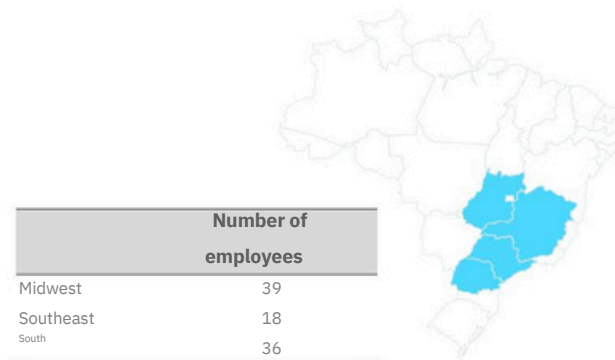 Number of
employees
Midwest 39
Southeast 18
South 36